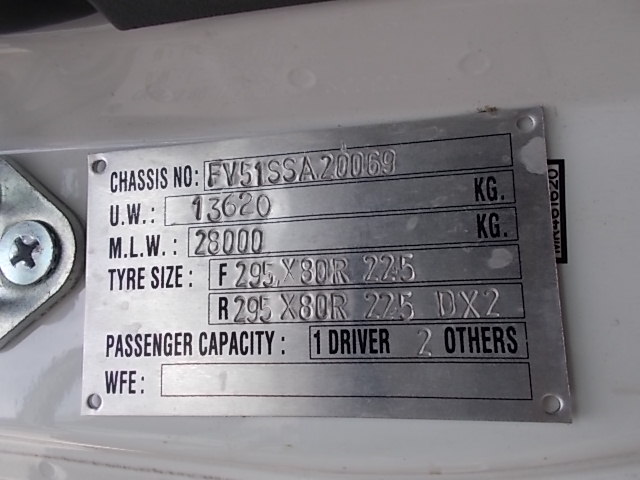 CHASSIS NO: FV51SSA20069
U.W.: 13620 KG.
M.L.W.: 28000 KG.
TYRE SIZE: F 295 X80R 225
R 295 X80R 225 DX2
PASSENGER CAPACITY: 1 DRIVER 2 OTHERS
WFE: